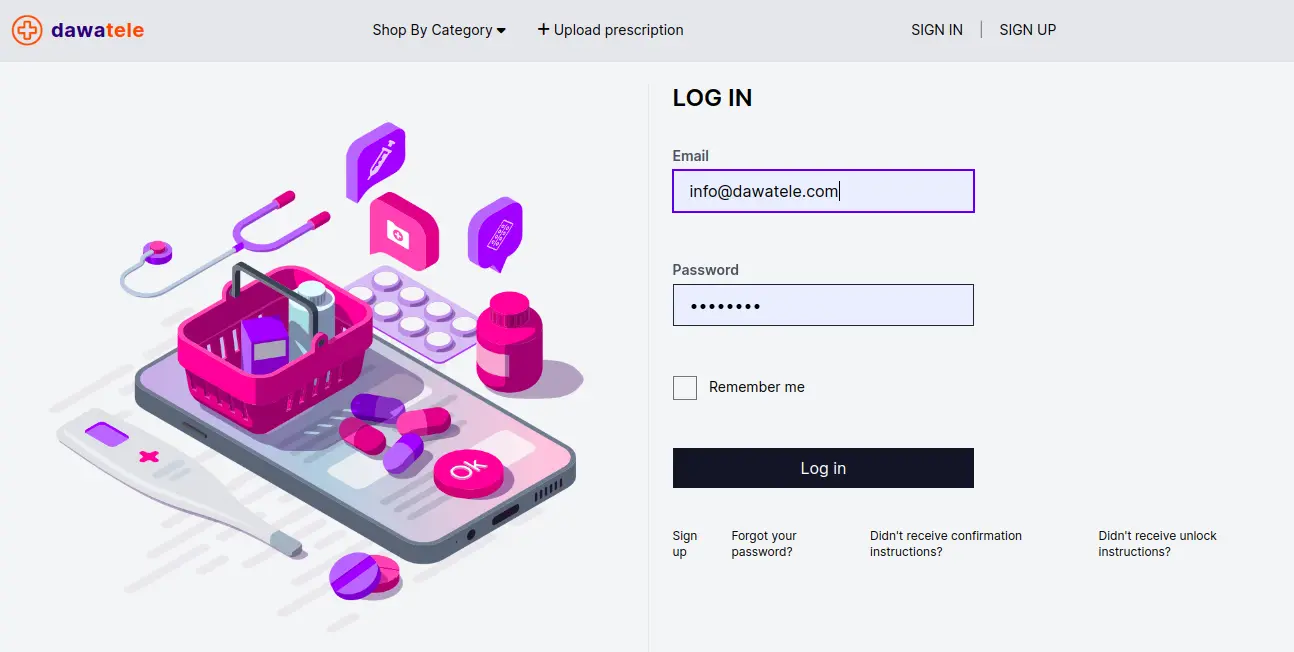 dawatele
Shop By Category
+ Upload prescription
SIGN IN
SIGN UP
LOG IN
Email
info@dawatele.com
Password
••••••••
Remember me
Log in
Sign
up
Forgot your
password?
Didn't receive confirmation
instructions?
Didn't receive unlock
instructions?
Ok